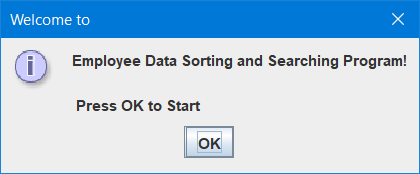 Welcome to
Employee Data Sorting and Searching Program!
Press OK to Start
OK